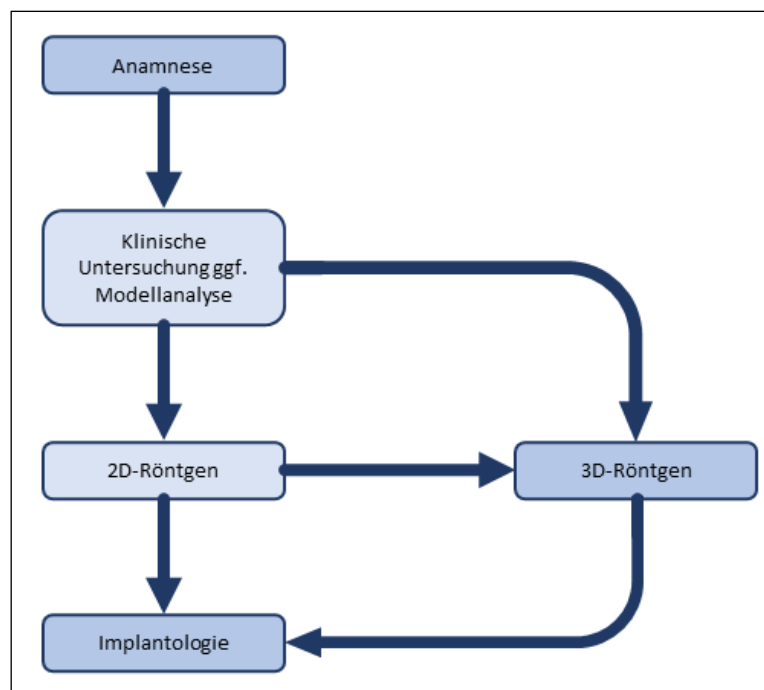 Anamnese
Klinische
Untersuchung ggf.
Modellanalyse
2D-Röntgen
3D-Röntgen
Implantologie